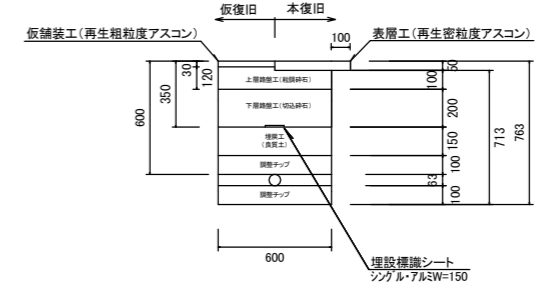 仮復旧
本復旧
仮舗装工（再生粗粒度アスコン）
100
表層工（再生密粒度アスコン）
30
120
50
100
上層路盤工（粒調砕石）
350
下層路盤工（切込砕石）
200
600
埋戻工
（良質土）
150
713
763
調整チップ
100
63
調整チップ
100
600
埋設標識シート
シングル・アルミW=150